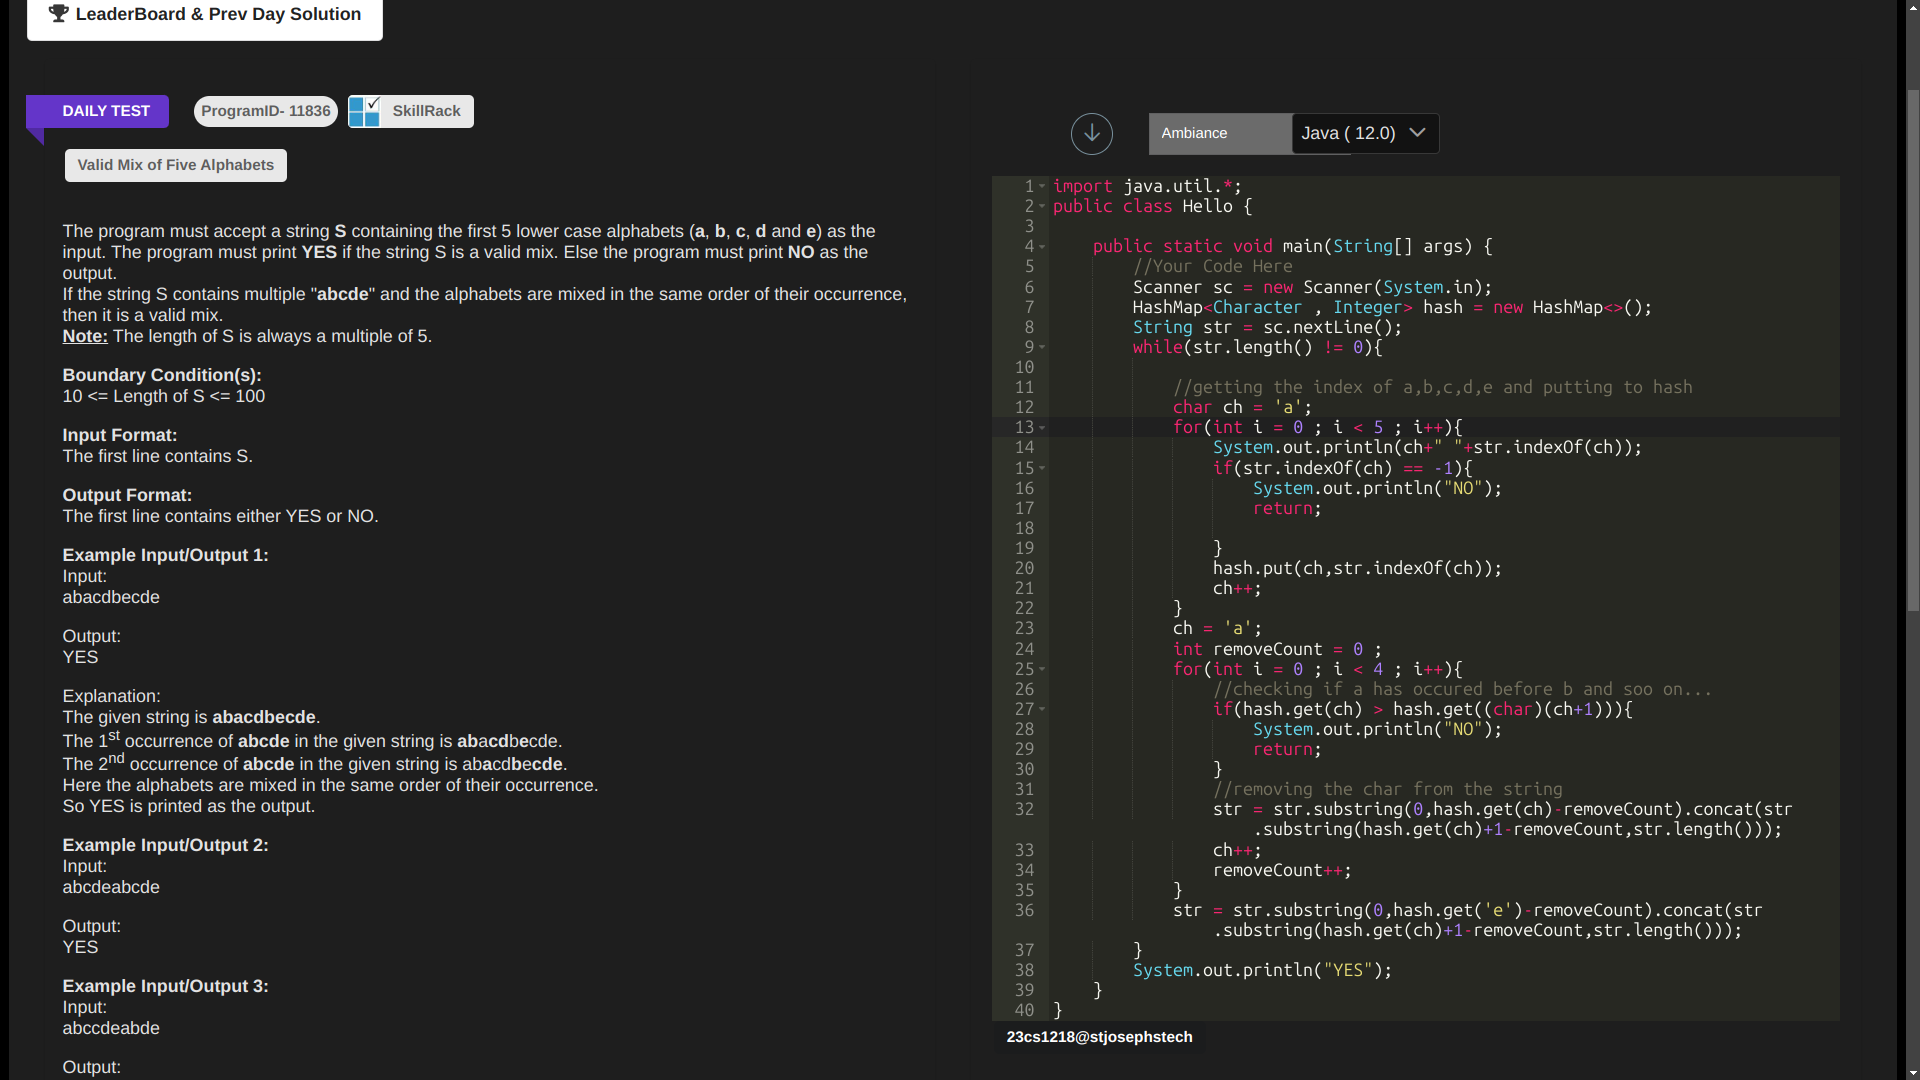 LeaderBoard & Prev Day Solution
DAILY TEST
ProgramID- 11836
SkillRack
Valid Mix of Five Alphabets
The program must accept a string S containing the first 5 lower case alphabets (a, b, c, d and e) as the
input. The program must print YES if the string S is a valid mix. Else the program must print NO as the
output.
If the string S contains multiple "abcde" and the alphabets are mixed in the same order of their occurrence,
then it is a valid mix.
Note: The length of S is always a multiple of 5.
Boundary Condition(s):
10 <= Length of S <= 100
Input Format:
The first line contains S.
Output Format:
The first line contains either YES or NO.
Example Input/Output 1:
Input:
abacdbecde
Output:
YES
Explanation:
The given string is abacdbecde.
The 1st occurrence of abcde in the given string is abacdbecde.
The 2nd occurrence of abcde in the given string is abacdbecde.
Here the alphabets are mixed in the same order of their occurrence.
So YES is printed as the output.
Example Input/Output 2:
Input:
abcdeabcde
Output:
YES
Example Input/Output 3:
Input:
abccdeabde
Output:
Ambiance
Java ( 12.0)
1 import java.util.*;
2 public class Hello {
3
4     public static void main(String[] args) {
5         //Your Code Here
6         Scanner sc = new Scanner(System.in);
7         HashMap<Character , Integer> hash = new HashMap<>();
8         String str = sc.nextLine();
9         while(str.length() != 0){
10
11             //getting the index of a,b,c,d,e and putting to hash
12             char ch = 'a';
13             for(int i = 0 ; i < 5 ; i++){
14                 System.out.println(ch+" "+str.indexOf(ch));
15                 if(str.indexOf(ch) == -1){
16                     System.out.println("NO");
17                     return;
18
19                 }
20                 hash.put(ch,str.indexOf(ch));
21                 ch++;
22             }
23             ch = 'a';
24             int removeCount = 0 ;
25             for(int i = 0 ; i < 4 ; i++){
26                 //checking if a has occured before b and soo on...
27                 if(hash.get(ch) > hash.get((char)(ch+1))){
28                     System.out.println("NO");
29                     return;
30                 }
31                 //removing the char from the string
32                 str = str.substring(0,hash.get(ch)-removeCount).concat(str
                    .substring(hash.get(ch)+1-removeCount,str.length()));
33                 ch++;
34                 removeCount++;
35             }
36             str = str.substring(0,hash.get('e')-removeCount).concat(str
                .substring(hash.get(ch)+1-removeCount,str.length()));
37         }
38         System.out.println("YES");
39     }
40 }
23cs1218@stjosephstech